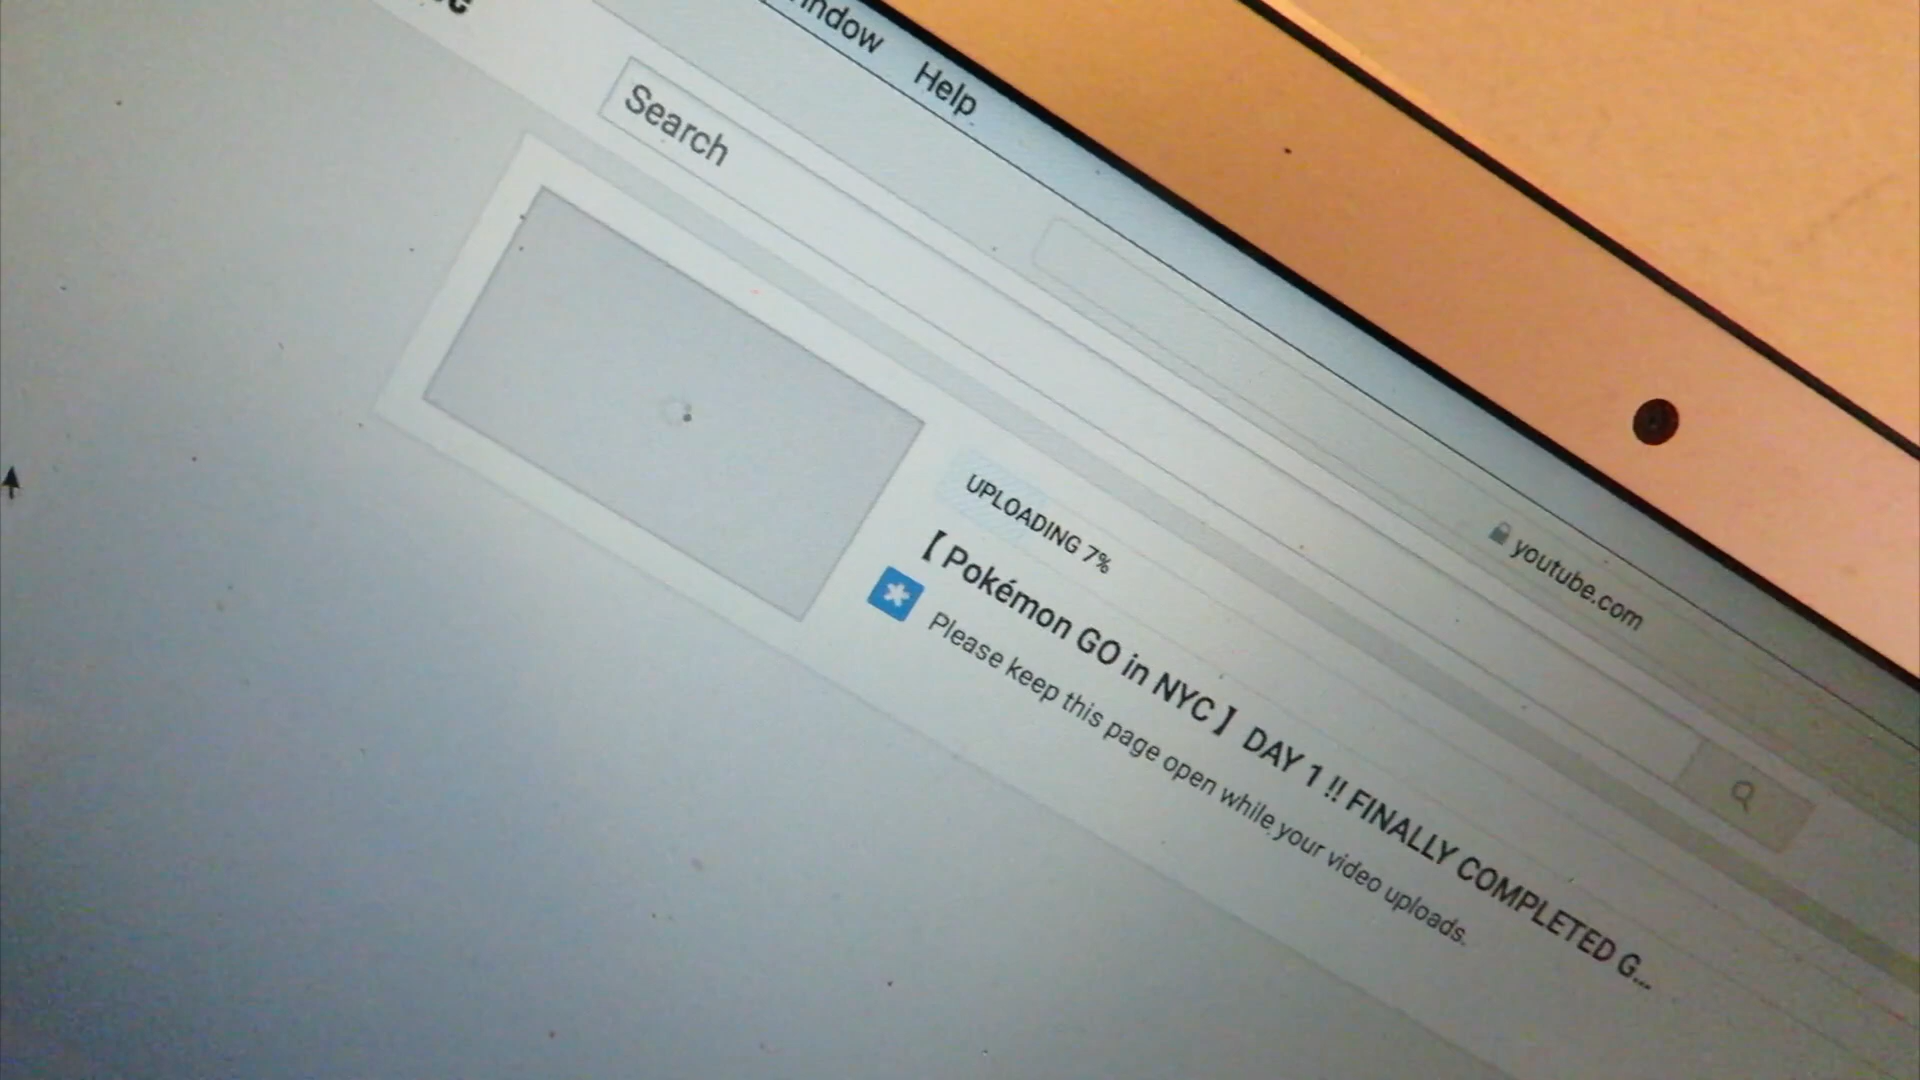 Window Help
youtube.com
Search
UPLOADING 7%
【 Pokémon GO in NYC 】 DAY 1 !! FINALLY COMPLETED G...
Please keep this page open while your video uploads.